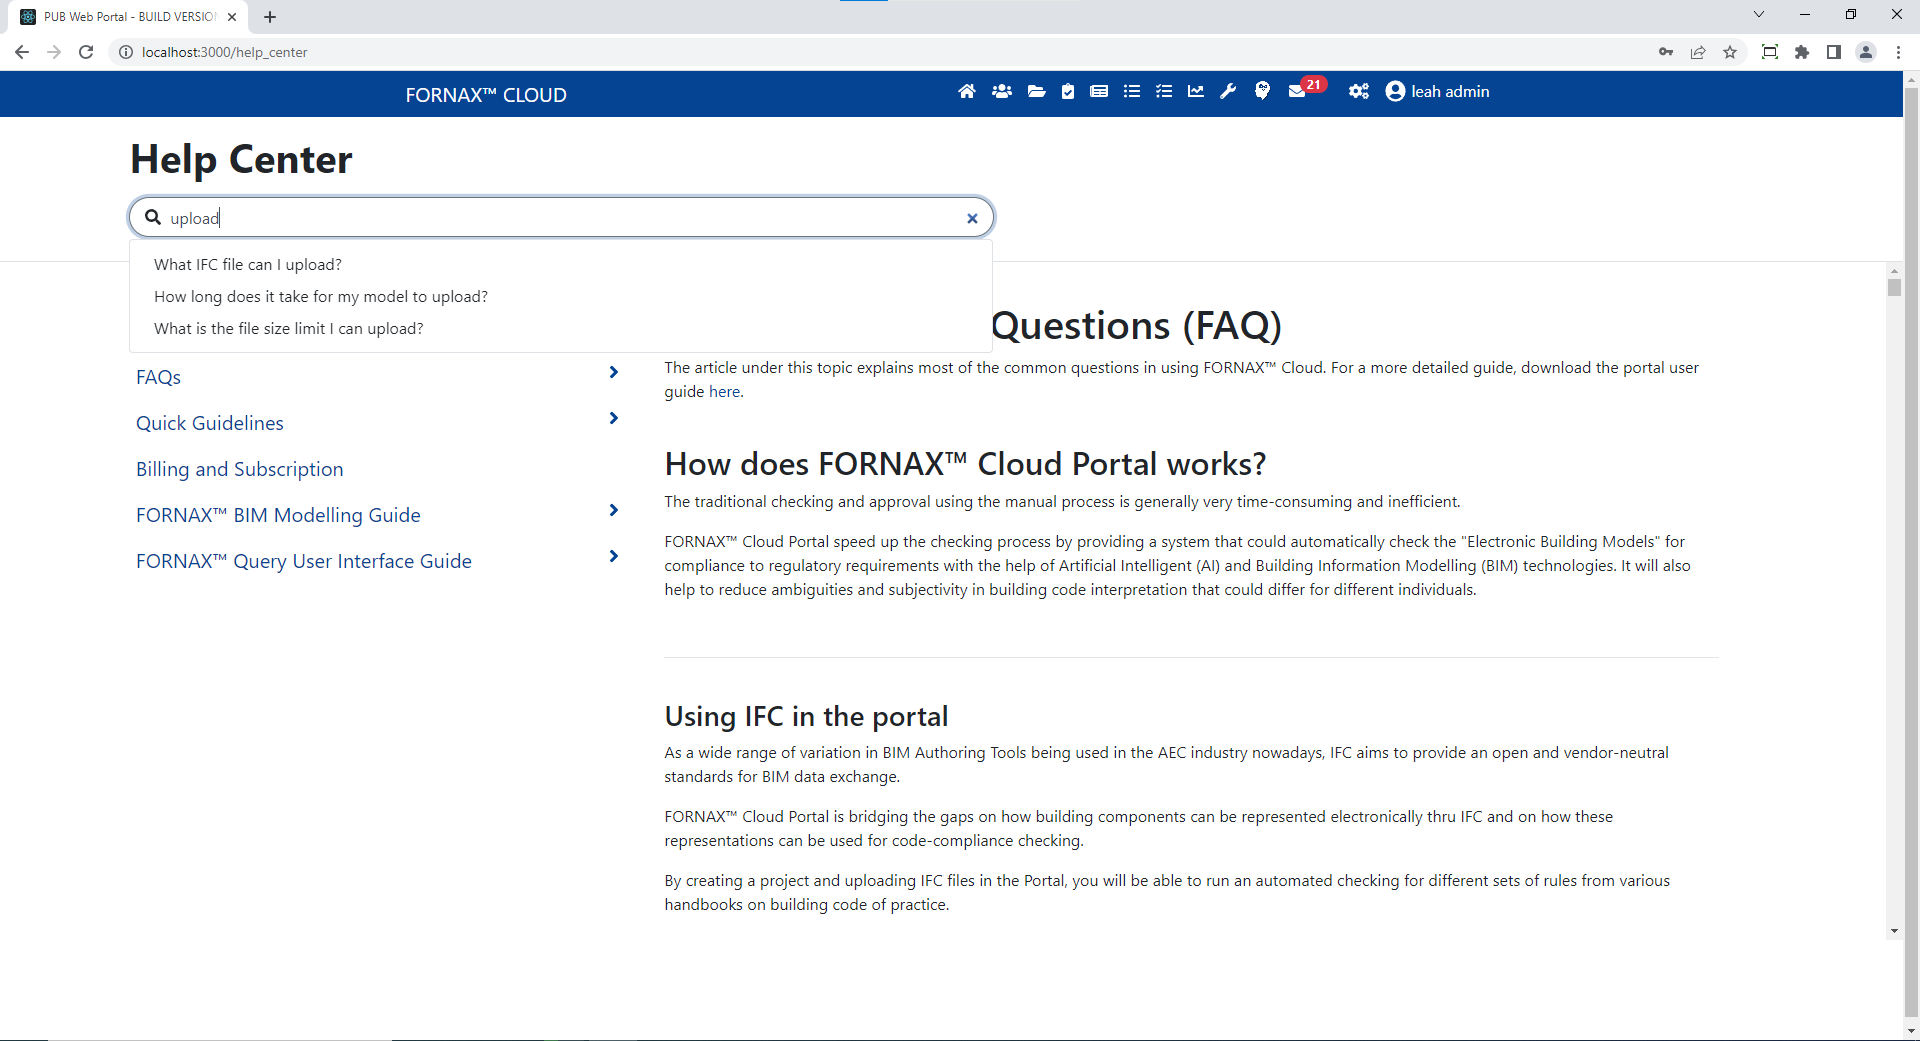 PUB Web Portal - BUILD VERSION
localhost:3000/help_center
FORNAX™ CLOUD
21
leah admin
Help Center
upload
What IFC file can I upload?
How long does it take for my model to upload?
What is the file size limit I can upload?
FAQs
Quick Guidelines
Billing and Subscription
FORNAX™ BIM Modelling Guide
FORNAX™ Query User Interface Guide
Questions (FAQ)
The article under this topic explains most of the common questions in using FORNAX™ Cloud. For a more detailed guide, download the portal user
guide here.
How does FORNAX™ Cloud Portal works?
The traditional checking and approval using the manual process is generally very time-consuming and inefficient.
FORNAX™ Cloud Portal speed up the checking process by providing a system that could automatically check the "Electronic Building Models" for
compliance to regulatory requirements with the help of Artificial Intelligent (AI) and Building Information Modelling (BIM) technologies. It will also
help to reduce ambiguities and subjectivity in building code interpretation that could differ for different individuals.
Using IFC in the portal
As a wide range of variation in BIM Authoring Tools being used in the AEC industry nowadays, IFC aims to provide an open and vendor-neutral
standards for BIM data exchange.
FORNAX™ Cloud Portal is bridging the gaps on how building components can be represented electronically thru IFC and on how these
representations can be used for code-compliance checking.
By creating a project and uploading IFC files in the Portal, you will be able to run an automated checking for different sets of rules from various
handbooks on building code of practice.